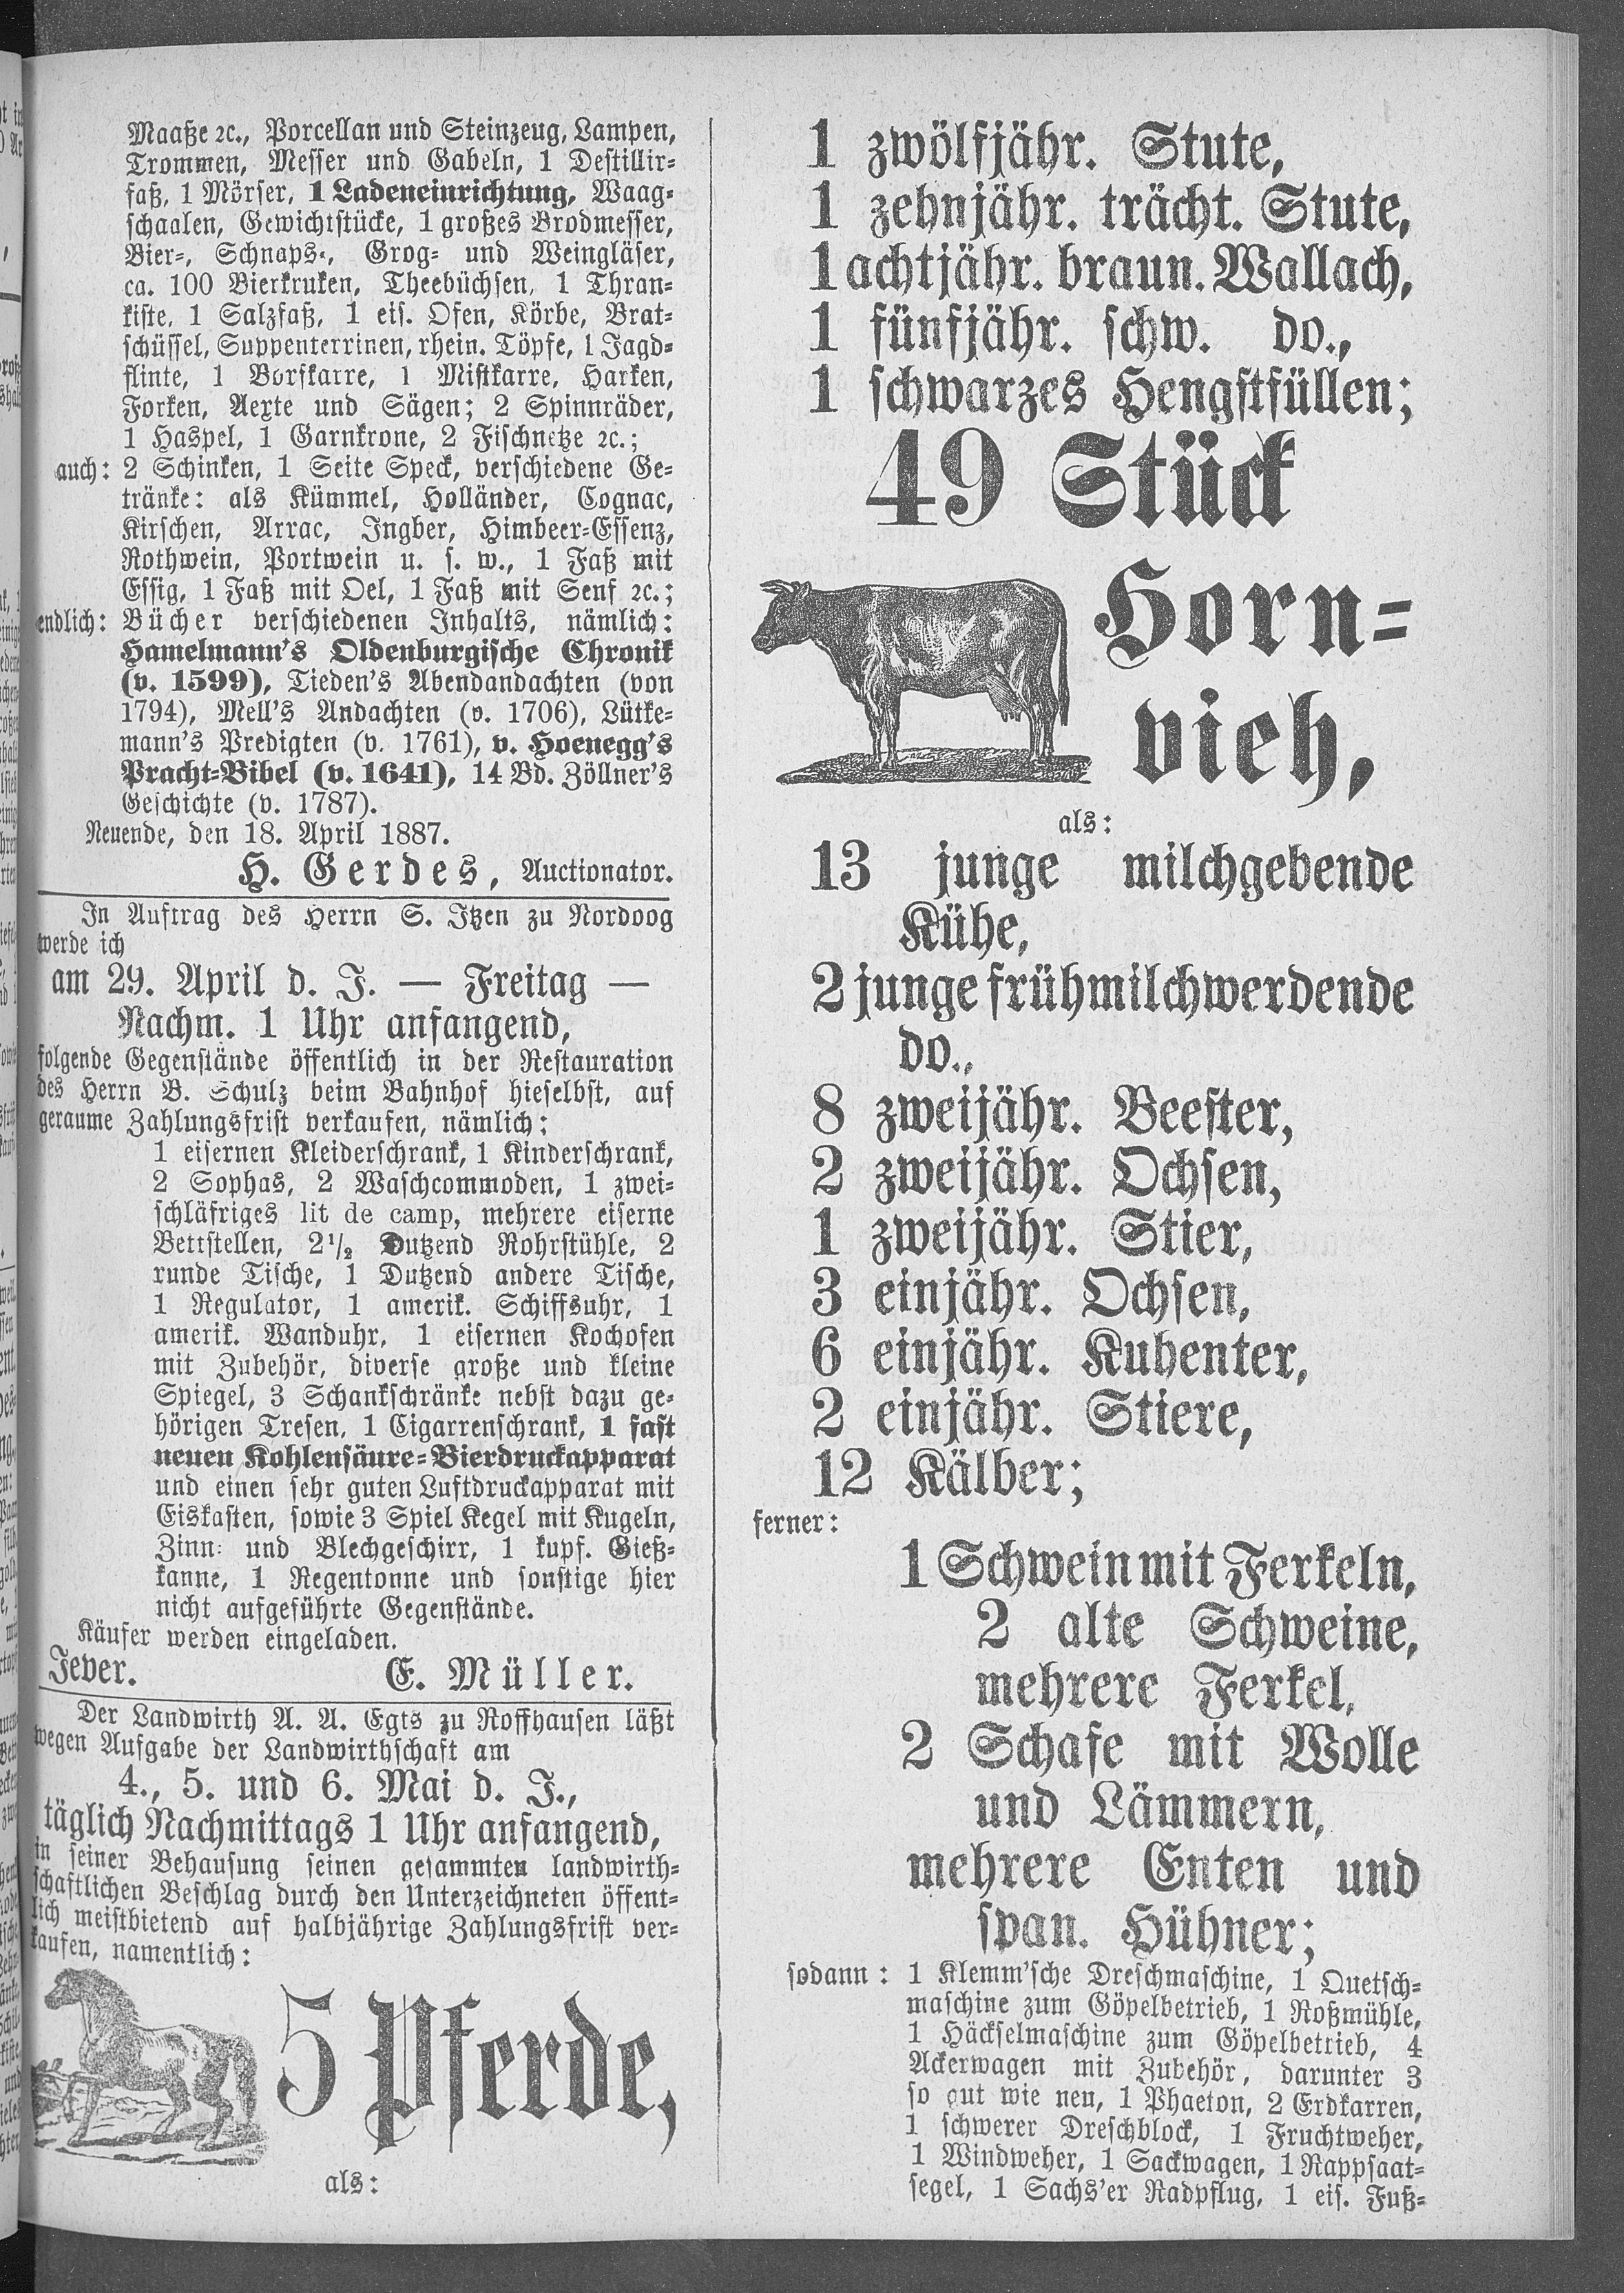 Maaße ꝛc., Porcellan und Steinzeug, Lampen,
Trommen, Messer und Gabeln, 1 Destillir-
faß, 1 Mörser, 1 Ladeneinrichtung, Waag-
schaalen, Gewichtstücke, 1 großes Brodmesser,
Bier-, Schnaps-, Grog- und Weingläser,
ca. 100 Bierkruken, Theebüchsen, 1 Thran-
kiste, 1 Salzfaß, 1 eis. Ofen, Körbe, Brat-
schüssel, Suppenterrinen, rhein. Töpfe, 1 Jagd-
flinte, 1 Borfkarre, 1 Mistkarre, Harken,
Forken, Aexte und Sägen; 2 Spinnräder,
1 Haspel, 1 Garnkrone, 2 Fischnetze ꝛc.;
auch: 2 Schinken, 1 Seite Speck, verschiedene Ge-
tränke: als Kümmel, Holländer, Cognac,
Kirschen, Arrac, Ingber, Himbeer-Essenz,
Rothwein, Portwein u. s. w., 1 Faß mit
Essig, 1 Faß mit Oel, 1 Faß mit Senf ꝛc.;
endlich: Bücher verschiedenen Inhalts, nämlich:
Hamelmann's Oldenburgische Chronik
(v. 1599), Tieden's Abendandachten (von
1794), Mell's Andachten (v. 1706), Lütke-
mann's Predigten (v. 1761), v. Hoenegg's
Pracht-Bibel (v. 1641), 14 Bd. Zöllner's
Geschichte (v. 1787).
Neuende, den 18. April 1887.
H. Gerdes, Auctionator.
In Auftrag des Herrn S. Itzen zu Nordoog
werde ich
am 29. April d. J. — Freitag —
Nachm. 1 Uhr anfangend,
folgende Gegenstände öffentlich in der Restauration
des Herrn B. Schulz beim Bahnhof hieselbst, auf
geraume Zahlungsfrist verkaufen, nämlich:
1 eisernen Kleiderschrank, 1 Kinderschrank,
2 Sophas, 2 Waschcommoden, 1 zwei-
schläfriges lit de camp, mehrere eiserne
Bettstellen, 2½ Dutzend Rohrstühle, 2
runde Tische, 1 Dutzend andere Tische,
1 Regulator, 1 amerik. Schiffsuhr, 1
amerik. Wanduhr, 1 eisernen Kochofen
mit Zubehör, diverse große und kleine
Spiegel, 3 Schankschränke nebst dazu ge-
hörigen Tresen, 1 Cigarrenschrank, 1 fast
neuen Kohlensäure-Bierdruckapparat
und einen sehr guten Luftdruckapparat mit
Eiskasten, sowie 3 Spiel Kegel mit Kugeln,
Zinn- und Blechgeschirr, 1 kupf. Gieß-
kanne, 1 Regentonne und sonstige hier
nicht aufgeführte Gegenstände.
Käufer werden eingeladen.
Jever. E. Müller.
Der Landwirth A. A. Egts zu Roffhausen läßt
wegen Aufgabe der Landwirthschaft am
4., 5. und 6. Mai d. J.,
täglich Nachmittags 1 Uhr anfangend,
in seiner Behausung seinen gesammten landwirth-
schaftlichen Beschlag durch den Unterzeichneten öffent-
lich meistbietend auf halbjährige Zahlungsfrist ver-
kaufen, namentlich:
5 Pferde,
als:
1 zwölfjähr. Stute,
1 zehnjähr. trächt. Stute,
1 achtjähr. braun. Wallach,
1 fünfjähr. schw. do.,
1 schwarzes Hengstfüllen;
49 Stück
Horn-
vieh,
als:
13 junge milchgebende
Kühe,
2 junge frühmilchwerdende
do.,
8 zweijähr. Beester,
2 zweijähr. Ochsen,
1 zweijähr. Stier,
3 einjähr. Ochsen,
6 einjähr. Kuhenter,
2 einjähr. Stiere,
12 Kälber;
ferner:
1 Schwein mit Ferkeln,
2 alte Schweine,
mehrere Ferkel,
2 Schafe mit Wolle
und Lämmern,
mehrere Enten und
span. Hühner;
sodann: 1 Klemm'sche Dreschmaschine, 1 Quetsch-
maschine zum Göpelbetrieb, 1 Roßmühle,
1 Häckselmaschine zum Göpelbetrieb, 4
Ackerwagen mit Zubehör, darunter 3
so gut wie neu, 1 Phaeton, 2 Erdkarren,
1 schwerer Dreschblock, 1 Fruchtweher,
1 Windweher, 1 Sackwagen, 1 Rappsaat-
segel, 1 Sachs'er Radpflug, 1 eis. Fuß-